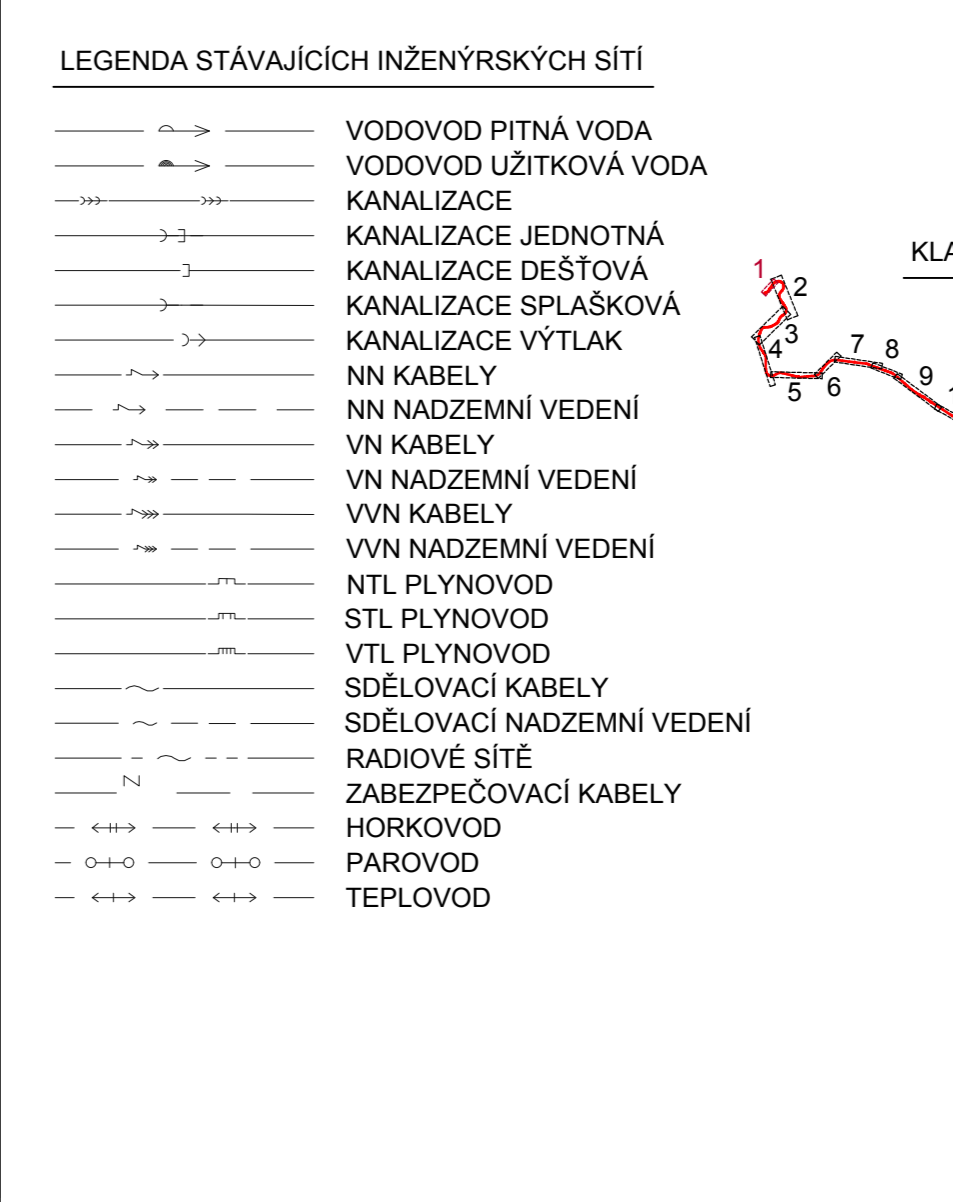 LEGENDA STÁVAJÍCÍCH INŽENÝRSKÝCH SÍTÍ
VODOVOD PITNÁ VODA
VODOVOD UŽITKOVÁ VODA
KANALIZACE
KANALIZACE JEDNOTNÁ
KANALIZACE DEŠŤOVÁ
KANALIZACE SPLAŠKOVÁ
KANALIZACE VÝTLAK
NN KABELY
NN NADZEMNÍ VEDENÍ
VN KABELY
VN NADZEMNÍ VEDENÍ
VVN KABELY
VVN NADZEMNÍ VEDENÍ
NTL PLYNOVOD
STL PLYNOVOD
VTL PLYNOVOD
SDĚLOVACÍ KABELY
SDĚLOVACÍ NADZEMNÍ VEDENÍ
RADIOVÉ SÍTĚ
ZABEZPEČOVACÍ KABELY
HORKOVOD
PAROVOD
TEPLOVOD
1
2
3
4
5
6
7
8
9